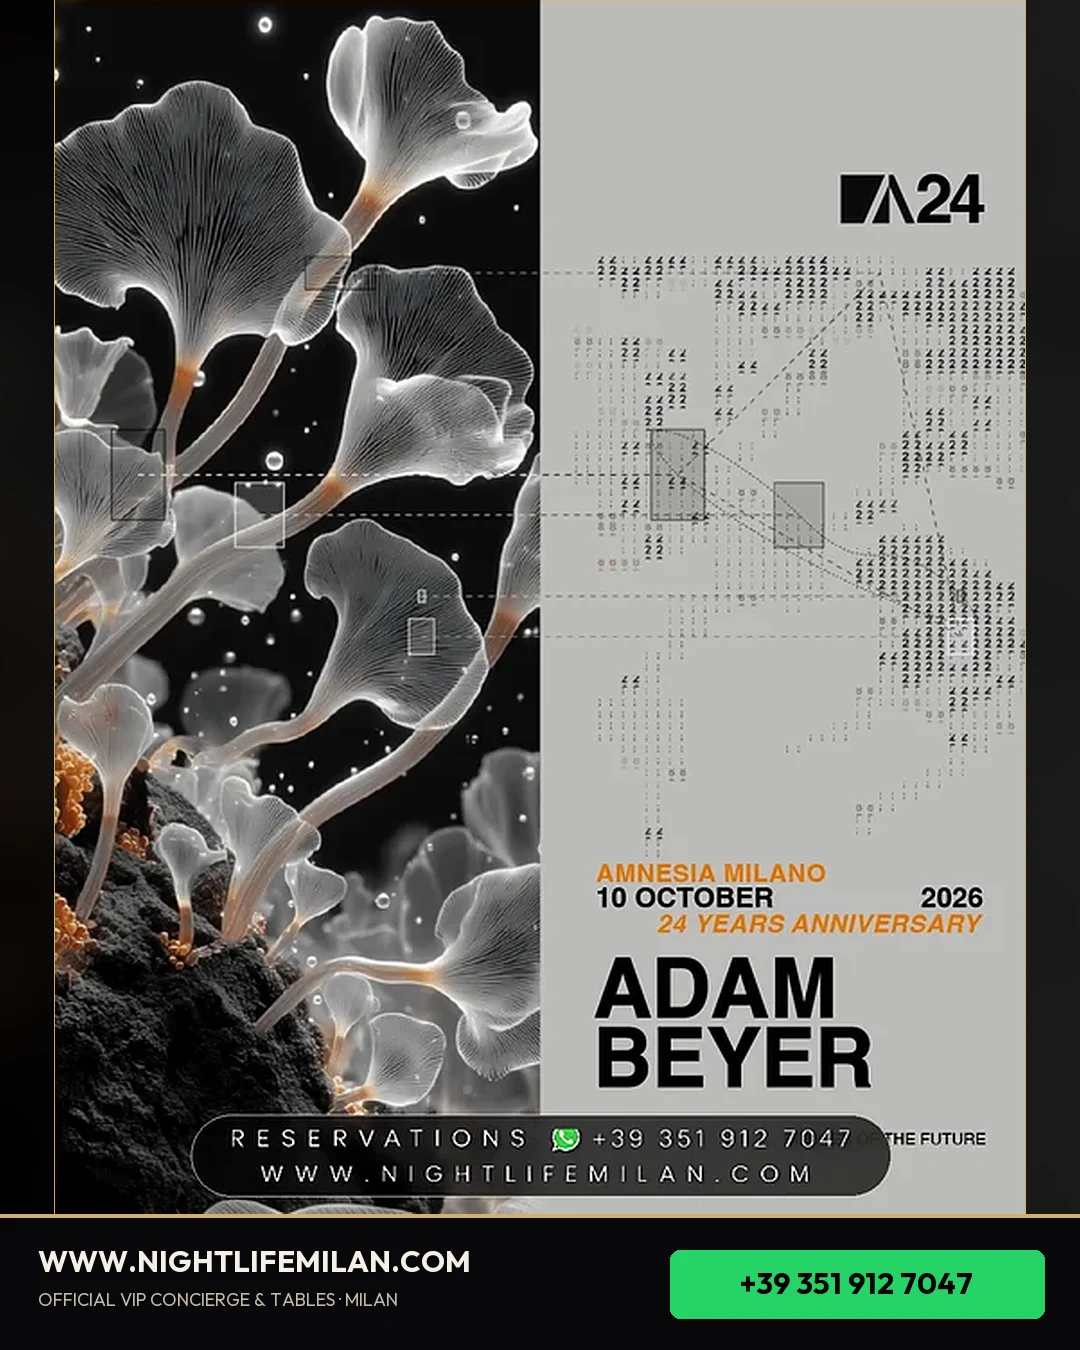 A24
AMNESIA MILANO
10 OCTOBER 2026
24 YEARS ANNIVERSARY
ADAM
BEYER
THE FUTURE
RESERVATIONS +39 351 912 7047
WWW.NIGHTLIFEMILAN.COM
WWW.NIGHTLIFEMILAN.COM
OFFICIAL VIP CONCIERGE & TABLES · MILAN
+39 351 912 7047